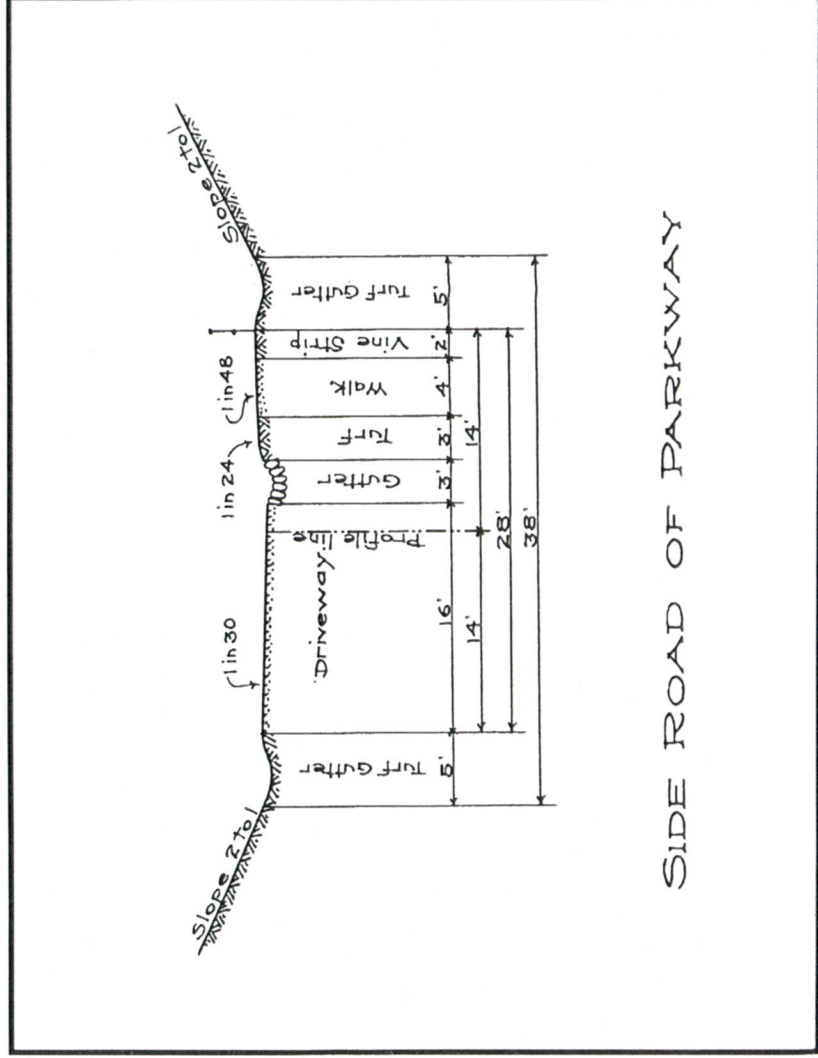 Slope 2 to 1
1 in 30
1 in 24
1 in 48
Slope 2 to 1
Turf Gutter
Driveway
Profile line
Gutter
Turf
Walk
Vine Strip
Turf Gutter
5'
16'
3'
3'
4'
2'
5'
14'
14'
28'
38'
SIDE ROAD OF PARKWAY